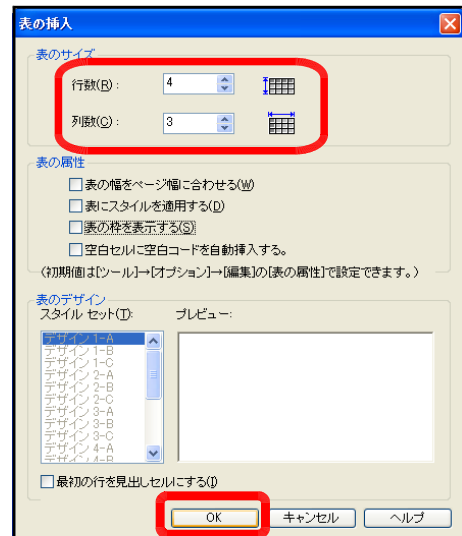 表の挿入
表のサイズ
行数(R): 4
列数(C): 3
表の属性
表の幅をページ幅に合わせる(W)
表にスタイルを適用する(D)
表の枠を表示する(S)
空白セルに空白コードを自動挿入する。
(初期値は[ツール]→[オプション]→[編集]の[表の属性]で設定できます。)
表のデザイン
スタイル セット(T): プレビュー:
デザイン 1-A
デザイン 1-B
デザイン 1-C
デザイン 2-A
デザイン 2-B
デザイン 2-C
デザイン 3-A
デザイン 3-B
デザイン 3-C
デザイン 4-A
デザイン 4-B
最初の行を見出しセルにする(I)
OK キャンセル ヘルプ